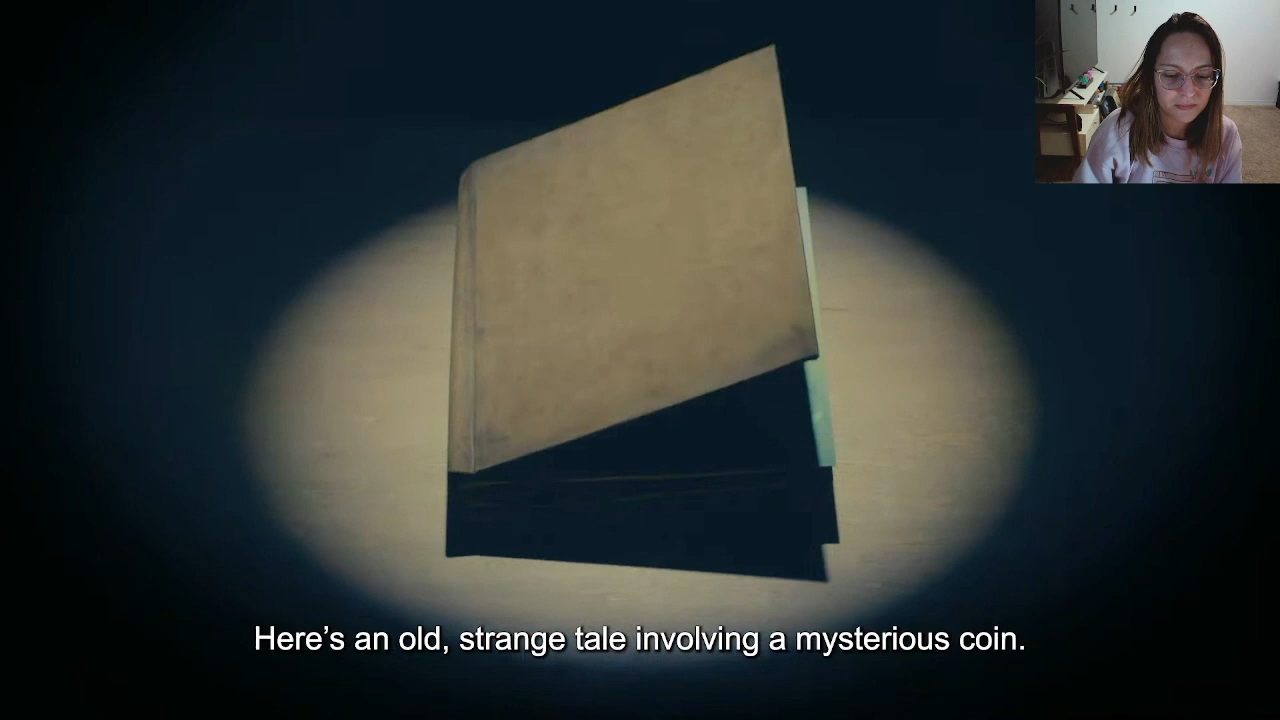 Here’s an old, strange tale involving a mysterious coin.